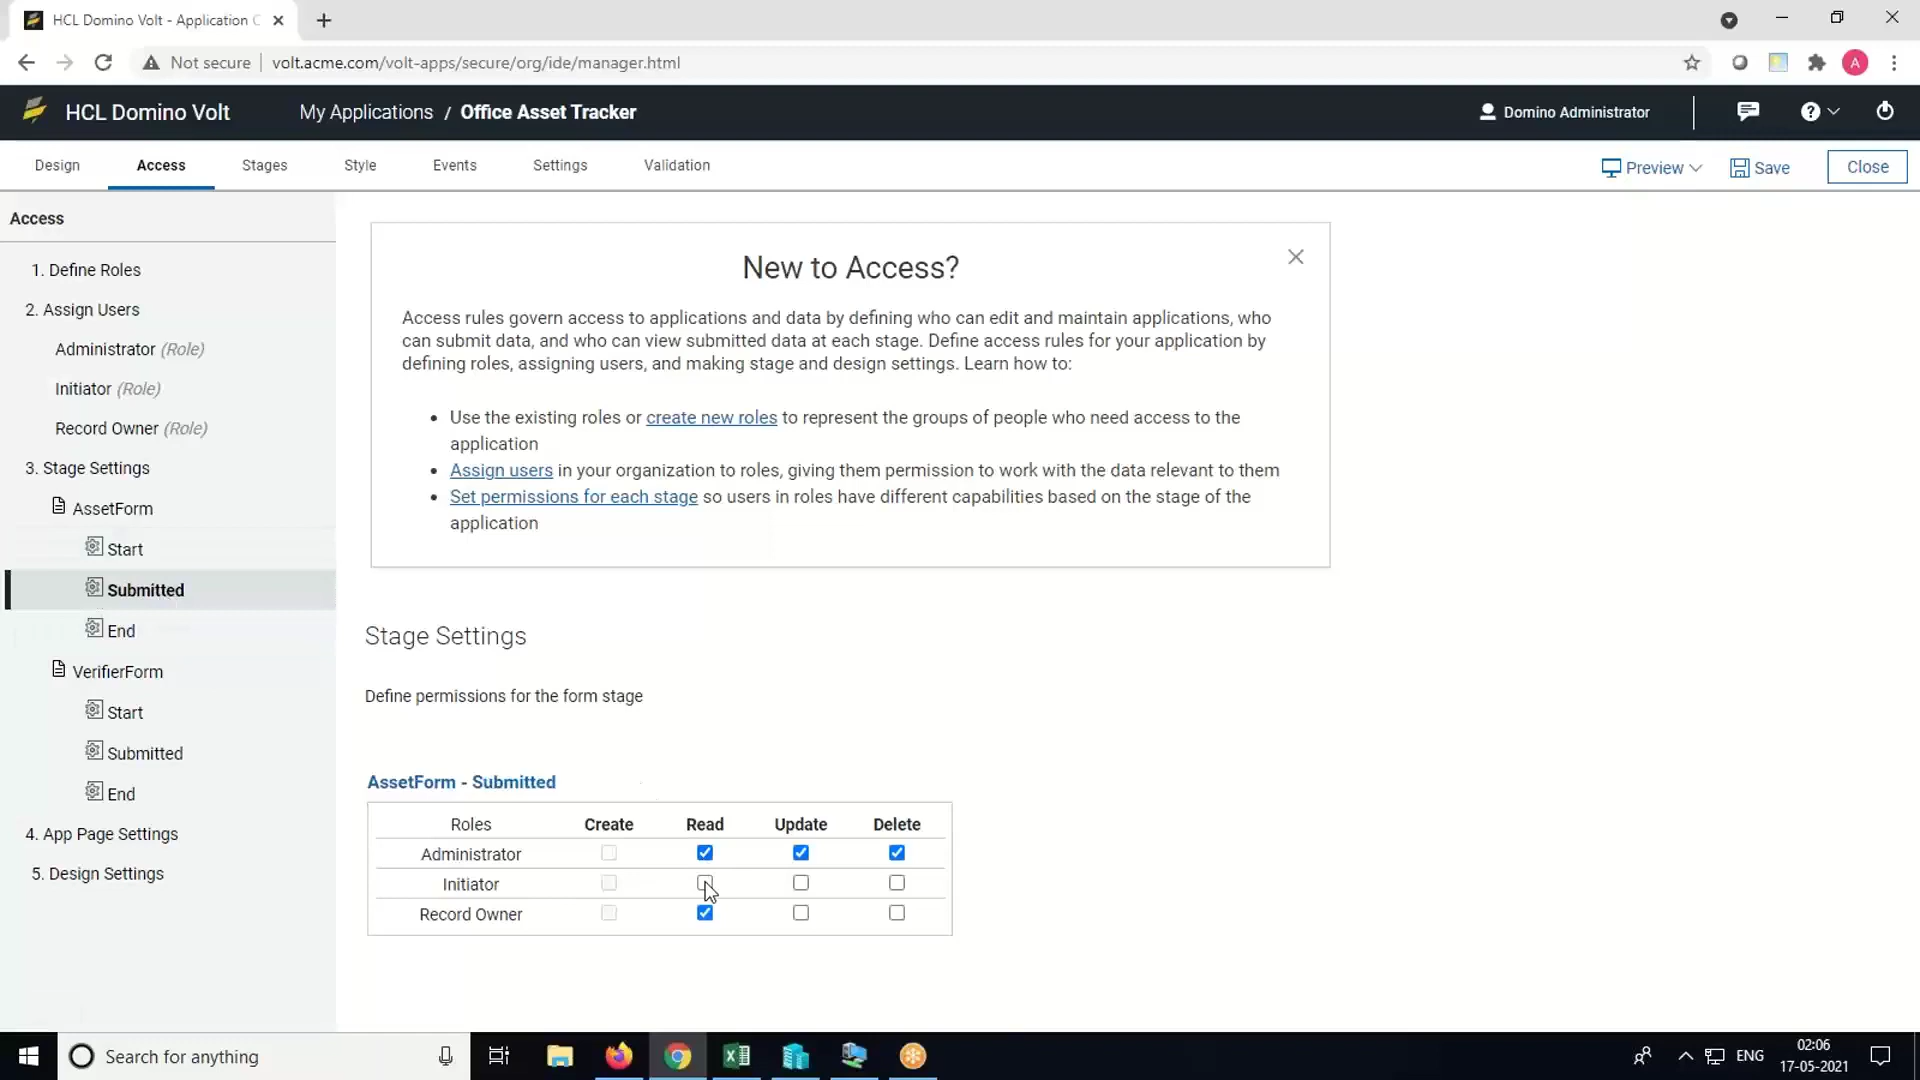 HCL Domino Volt - Application C
Not secure
volt.acme.com/volt-apps/secure/org/ide/manager.html
A
HCL Domino Volt
My Applications / Office Asset Tracker
Domino Administrator
?
Design
Access
Stages
Style
Events
Settings
Validation
Preview
Save
Close
Access
1. Define Roles
2. Assign Users
Administrator (Role)
Initiator (Role)
Record Owner (Role)
3. Stage Settings
AssetForm
Start
Submitted
End
VerifierForm
Start
Submitted
End
4. App Page Settings
5. Design Settings
New to Access?
Access rules govern access to applications and data by defining who can edit and maintain applications, who
can submit data, and who can view submitted data at each stage. Define access rules for your application by
defining roles, assigning users, and making stage and design settings. Learn how to:
• Use the existing roles or create new roles to represent the groups of people who need access to the
application
• Assign users in your organization to roles, giving them permission to work with the data relevant to them
• Set permissions for each stage so users in roles have different capabilities based on the stage of the
application
Stage Settings
Define permissions for the form stage
AssetForm - Submitted
Roles Create Read Update Delete
Administrator
Initiator
Record Owner
Search for anything
ENG
02:06
17-05-2021